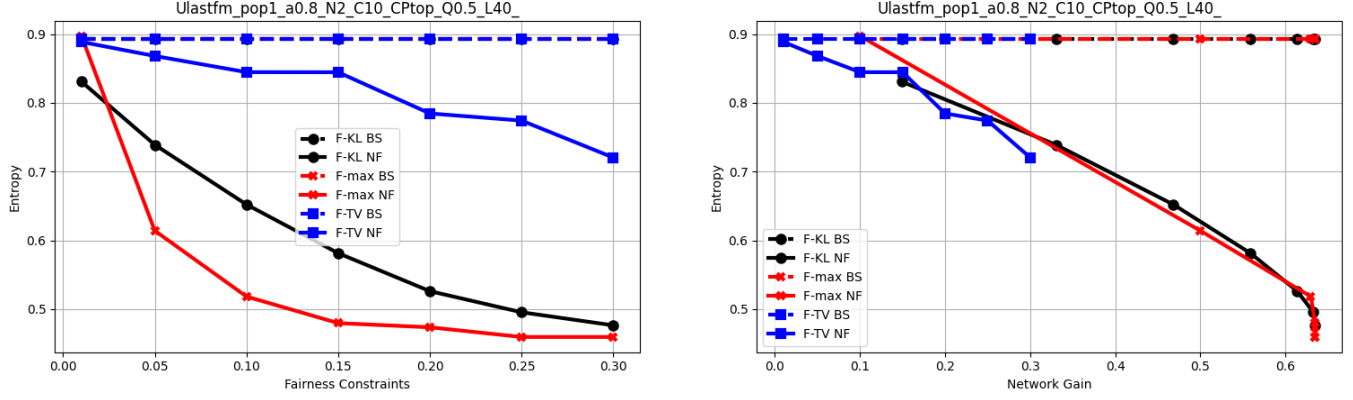 Ulastfm_pop1_a0.8_N2_C10_CPtop_Q0.5_L40_
0.9
0.8
0.7
0.6
0.5
Entropy
F-KL BS
F-KL NF
F-max BS
F-max NF
F-TV BS
F-TV NF
0.00 0.05 0.10 0.15 0.20 0.25 0.30
Fairness Constraints
Ulastfm_pop1_a0.8_N2_C10_CPtop_Q0.5_L40_
0.9
0.8
0.7
0.6
0.5
Entropy
F-KL BS
F-KL NF
F-max BS
F-max NF
F-TV BS
F-TV NF
0.0 0.1 0.2 0.3 0.4 0.5 0.6
Network Gain